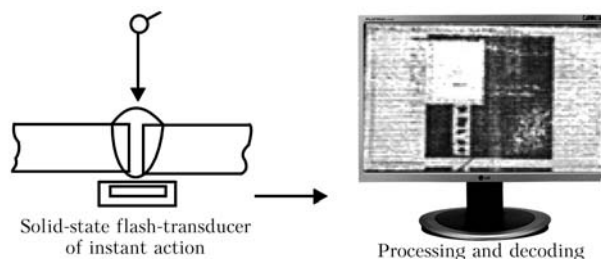 Solid-state flash-transducer
of instant action
Processing and decoding